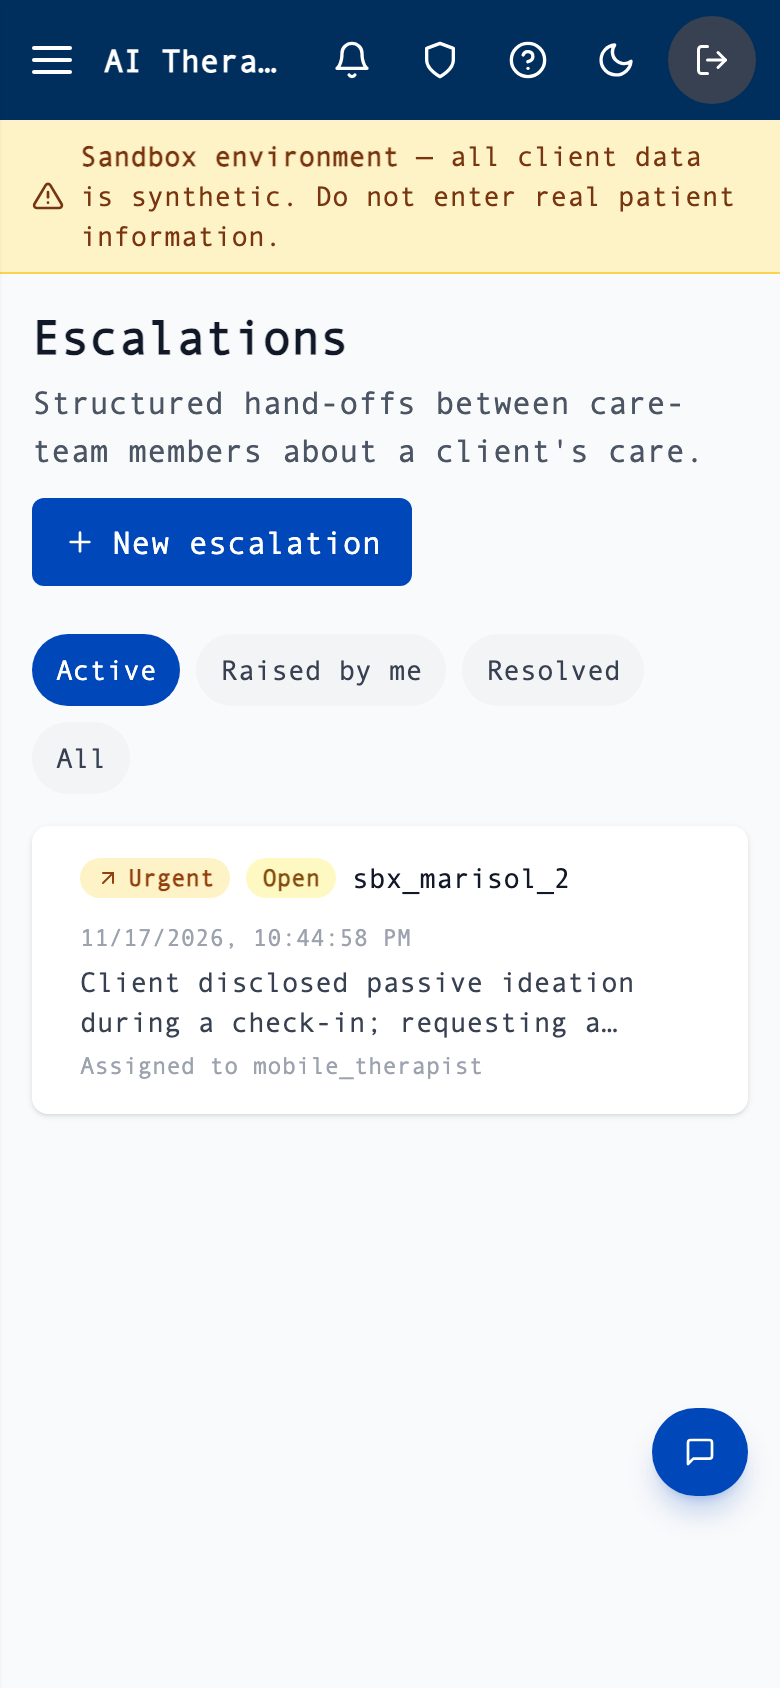 AI Thera…
Sandbox environment — all client data
is synthetic. Do not enter real patient
information.
Escalations
Structured hand-offs between care-
team members about a client's care.
+ New escalation
Active
Raised by me
Resolved
All
Urgent
Open
sbx_marisol_2
11/17/2026, 10:44:58 PM
Client disclosed passive ideation
during a check-in; requesting a…
Assigned to mobile_therapist